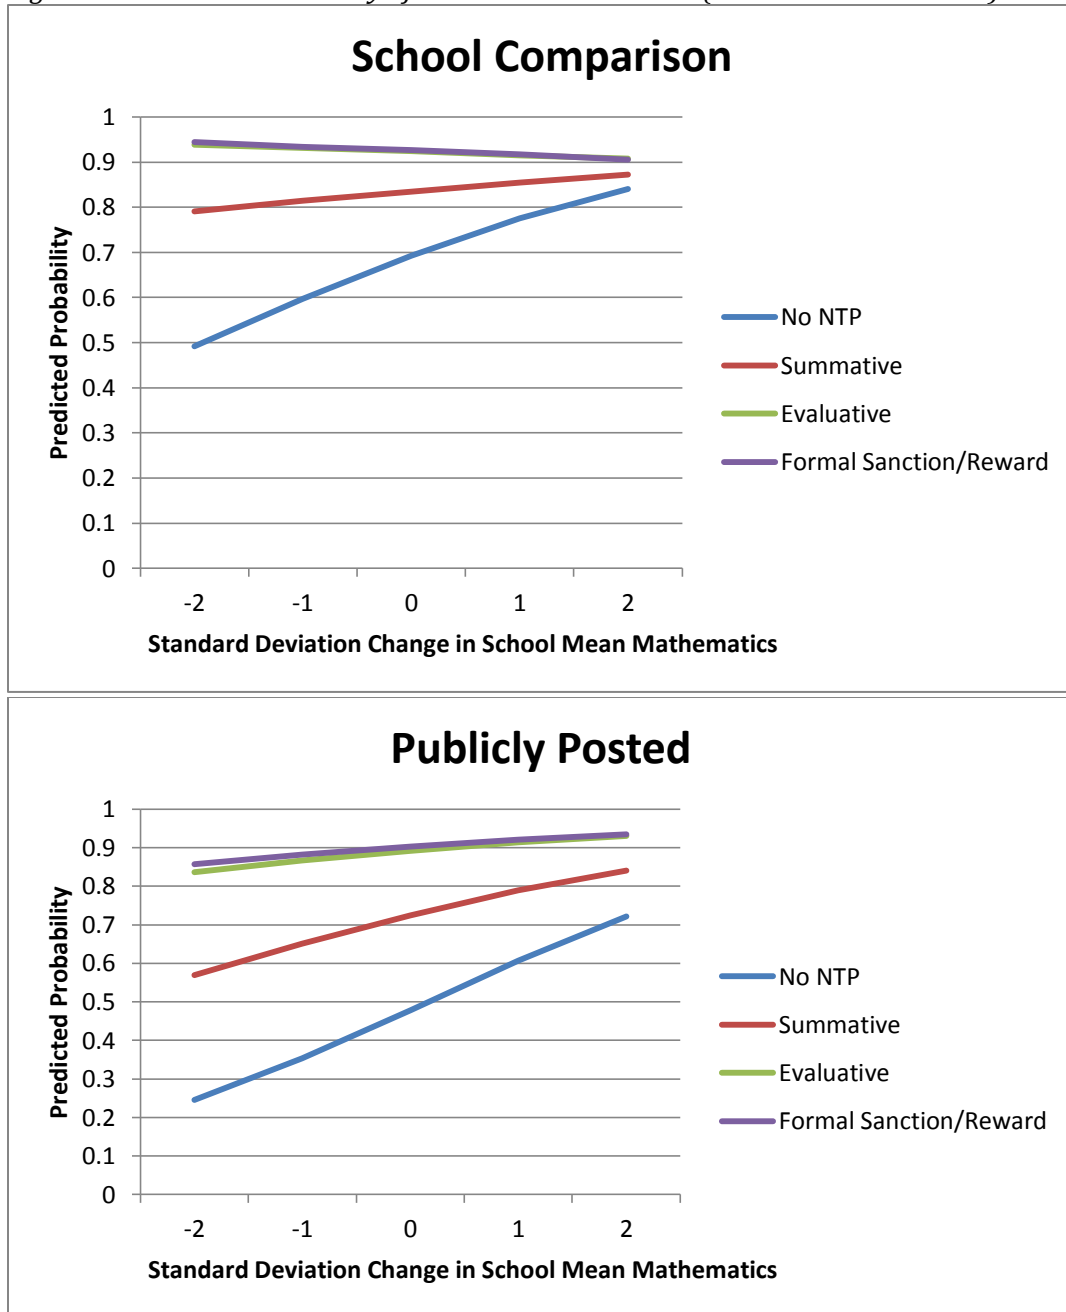 School Comparison
1
0.9
0.8
0.7
0.6
0.5
0.4
0.3
0.2
0.1
0
Predicted Probability
-2 -1 0 1 2
Standard Deviation Change in School Mean Mathematics
No NTP
Summative
Evaluative
Formal Sanction/Reward
Publicly Posted
1
0.9
0.8
0.7
0.6
0.5
0.4
0.3
0.2
0.1
0
Predicted Probability
-2 -1 0 1 2
Standard Deviation Change in School Mean Mathematics
No NTP
Summative
Evaluative
Formal Sanction/Reward